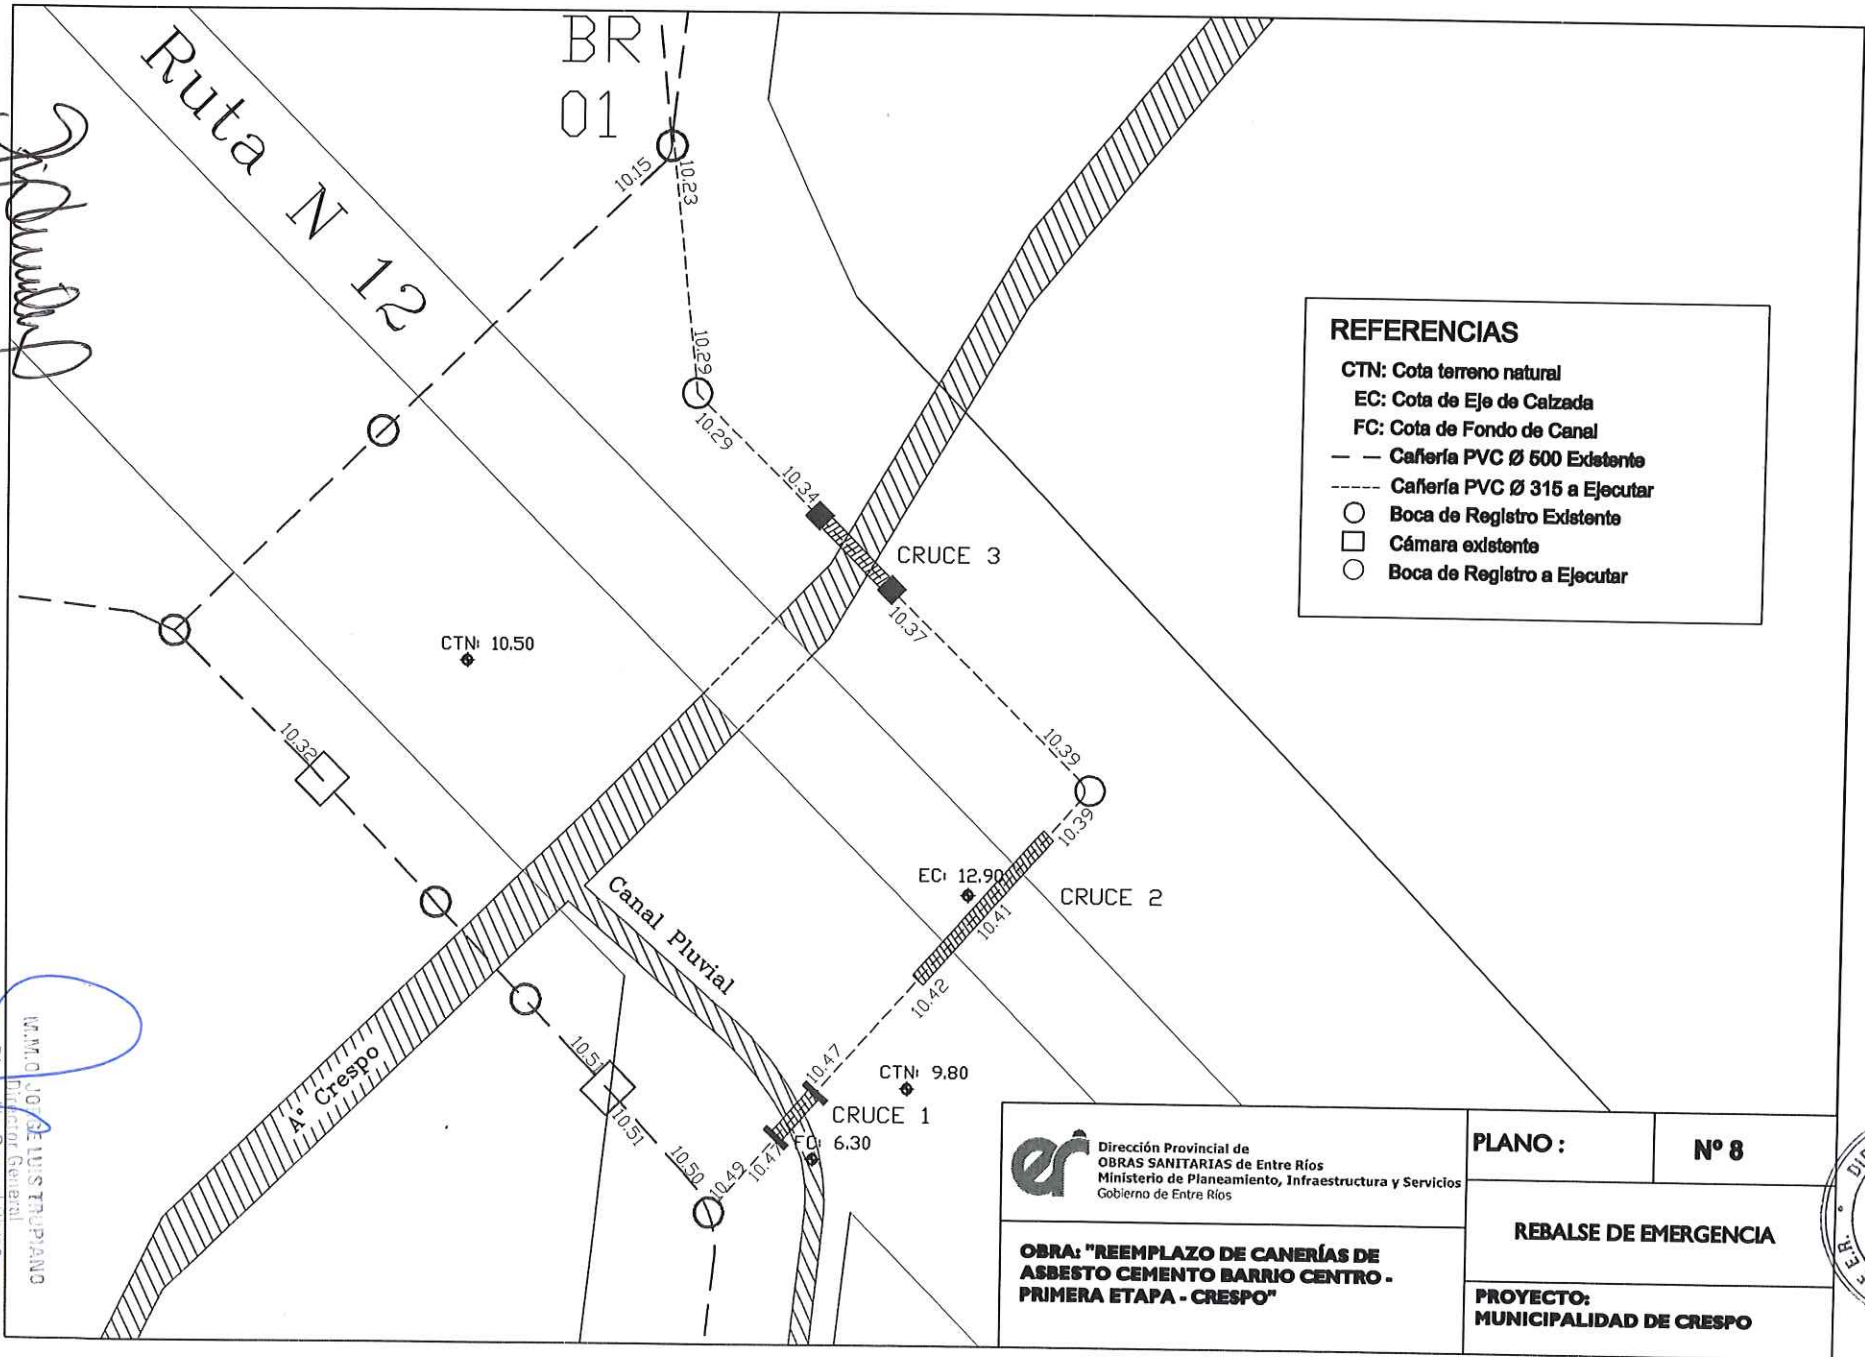 BR
01
Ruta N 12
10.15
10.23
10.29
10.29
10.34
CRUCE 3
10.37
CTN: 10.50
10.32
10.39
10.39
EC: 12.90
CRUCE 2
10.41
10.42
Canal Pluvial
10.47
CTN: 9.80
CRUCE 1
FC: 6.30
10.47
10.49
10.50
10.51
10.51
A° Crespo
REFERENCIAS
CTN: Cota terreno natural
EC: Cota de Eje de Calzada
FC: Cota de Fondo de Canal
Cañería PVC Ø 500 Existente
Cañería PVC Ø 315 a Ejecutar
Boca de Registro Existente
Cámara existente
Boca de Registro a Ejecutar
er
Dirección Provincial de
OBRAS SANITARIAS de Entre Ríos
Ministerio de Planeamiento, Infraestructura y Servicios
Gobierno de Entre Ríos
OBRA: "REEMPLAZO DE CANERÍAS DE
ASBESTO CEMENTO BARRIO CENTRO -
PRIMERA ETAPA - CRESPO"
PLANO :
Nº 8
REBALSE DE EMERGENCIA
PROYECTO:
MUNICIPALIDAD DE CRESPO
M.M.O JORGE LUIS TRUPIANO
Director General
E.R.